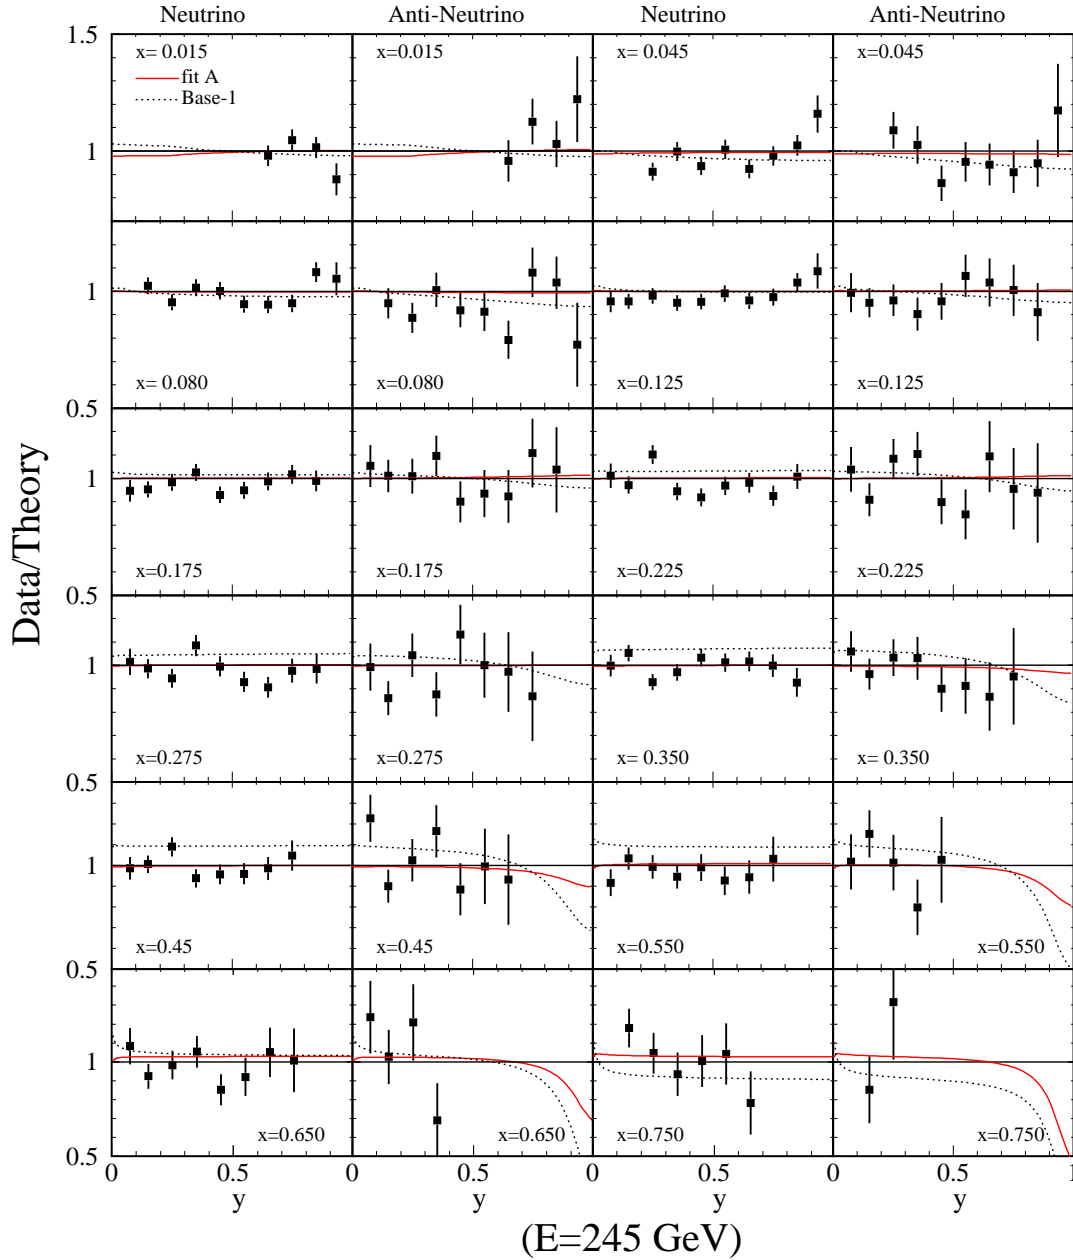 Neutrino Anti-Neutrino Neutrino Anti-Neutrino
1.5
x= 0.015 x=0.015 x=0.045 x=0.045
fit A
Base-1
1
1
x= 0.080 x=0.080 x=0.125 x=0.125
0.5
1
x=0.175 x=0.175 x=0.225 x=0.225
0.5
1
x=0.275 x=0.275 x=0.350 x=0.350
0.5
1
x=0.45 x=0.45 x=0.550 x=0.550
0.5
1
x=0.650 x=0.650 x=0.750 x=0.750
0.5
0 0.5 0 0.5 0 0.5 0 0.5 1
y y y y
Data/Theory
(E=245 GeV)